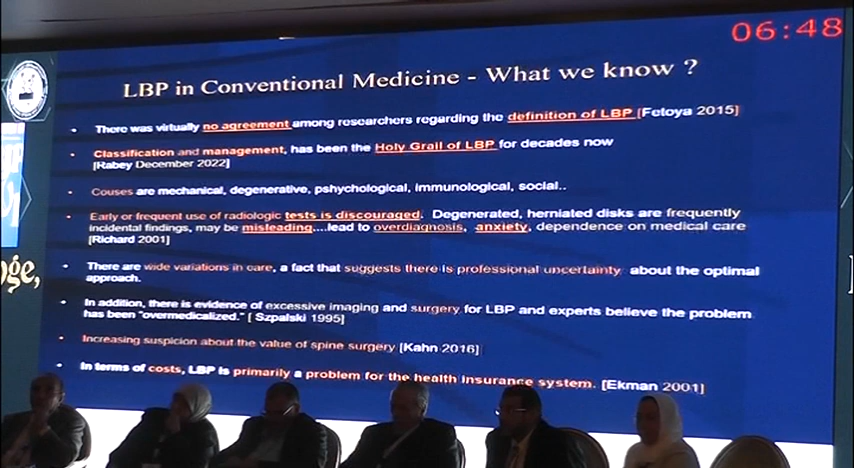 06:48
LBP in Conventional Medicine - What we know ?
• There was virtually no agreement among researchers regarding the definition of LBP [Fetoya 2015]
• Classification and management, has been the Holy Grail of LBP for decades now
[Rabey December 2022]
• Couses are mechanical, degenerative, pshychological, immunological, social..
• Early or frequent use of radiologic tests is discouraged. Degenerated, herniated disks are frequently
incidental findings, may be misleading....lead to overdiagnosis, anxiety, dependence on medical care
[Richard 2001]
• There are wide variations in care, a fact that suggests there is professional uncertainty about the optimal
approach.
• In addition, there is evidence of excessive imaging and surgery for LBP and experts believe the problem
has been "overmedicalized." [ Szpalski 1995]
• Increasing suspicion about the value of spine surgery [Kahn 2016]
• In terms of costs, LBP is primarily a problem for the health insurance system. [Ekman 2001]